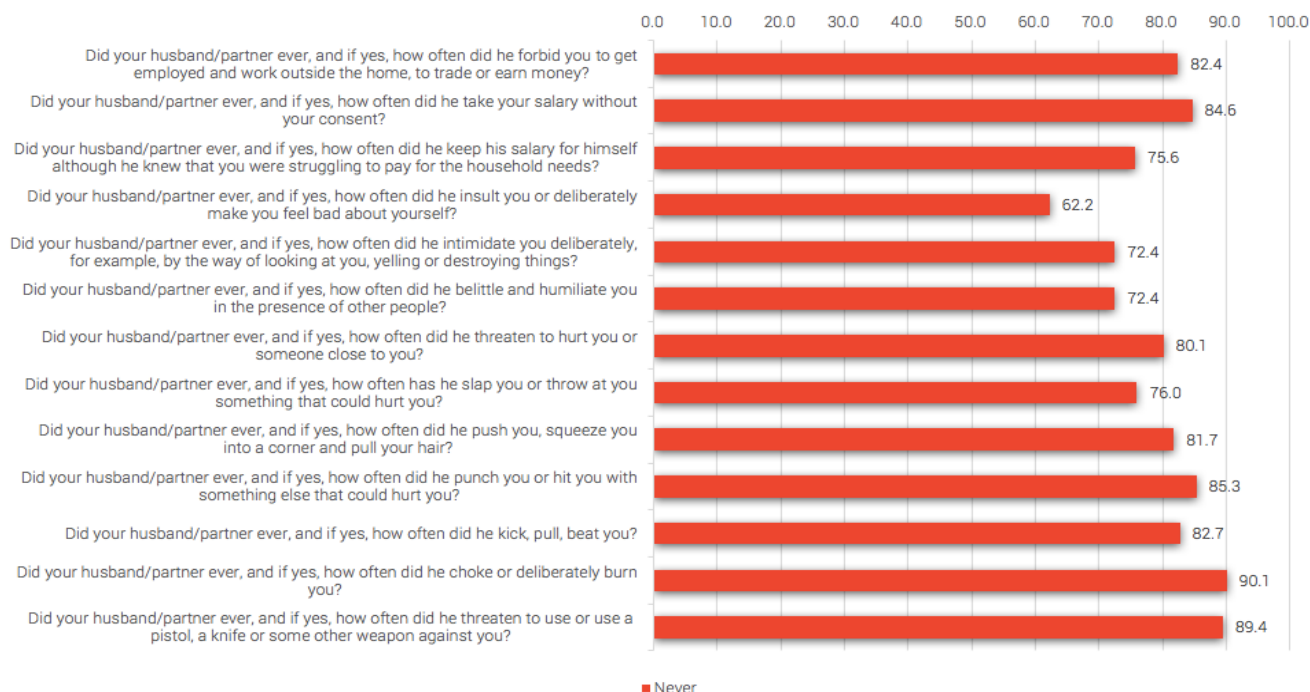 0.0 10.0 20.0 30.0 40.0 50.0 60.0 70.0 80.0 90.0 100.0
Did your husband/partner ever, and if yes, how often did he forbid you to get
employed and work outside the home, to trade or earn money?
82.4
Did your husband/partner ever, and if yes, how often did he take your salary without
your consent?
84.6
Did your husband/partner ever, and if yes, how often did he keep his salary for himself
although he knew that you were struggling to pay for the household needs?
75.6
Did your husband/partner ever, and if yes, how often did he insult you or deliberately
make you feel bad about yourself?
62.2
Did your husband/partner ever, and if yes, how often did he intimidate you deliberately,
for example, by the way of looking at you, yelling or destroying things?
72.4
Did your husband/partner ever, and if yes, how often did he belittle and humiliate you
in the presence of other people?
72.4
Did your husband/partner ever, and if yes, how often did he threaten to hurt you or
someone close to you?
80.1
Did your husband/partner ever, and if yes, how often has he slap you or throw at you
something that could hurt you?
76.0
Did your husband/partner ever, and if yes, how often did he push you, squeeze you
into a corner and pull your hair?
81.7
Did your husband/partner ever, and if yes, how often did he punch you or hit you with
something else that could hurt you?
85.3
Did your husband/partner ever, and if yes, how often did he kick, pull, beat you?
82.7
Did your husband/partner ever, and if yes, how often did he choke or deliberately burn
you?
90.1
Did your husband/partner ever, and if yes, how often did he threaten to use or use a
pistol, a knife or some other weapon against you?
89.4
Never